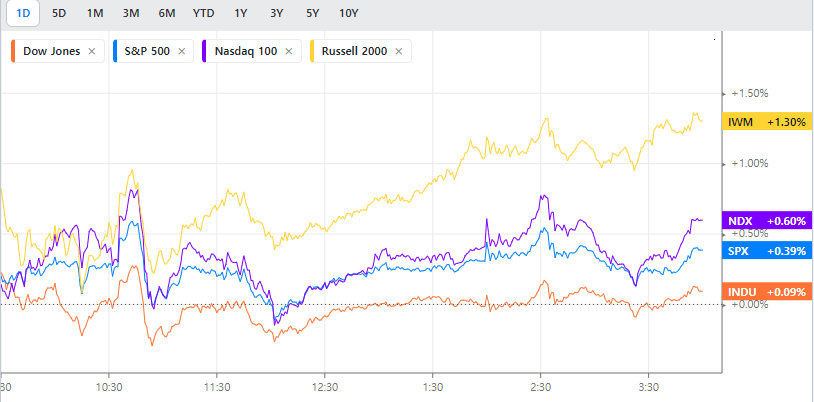 1D 5D 1M 3M 6M YTD 1Y 3Y 5Y 10Y
Dow Jones × S&P 500 × Nasdaq 100 × Russell 2000 ×
+1.50%
IWM +1.30%
+1.00%
NDX +0.60%
+0.50%
SPX +0.39%
INDU +0.09%
+0.00%
:30 10:30 11:30 12:30 1:30 2:30 3:30